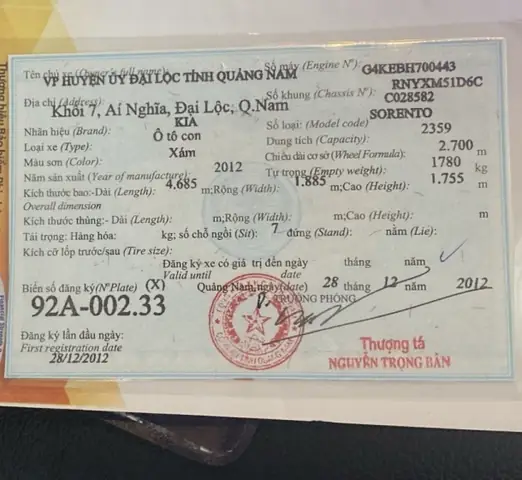 Tên chủ xe (Owner's full name): Số máy (Engine Nº): G4KEBH700443
VP HUYỆN ỦY ĐẠI LỘC TỈNH QUẢNG NAM
Số khung (Chassis Nº): RNYXM51D6C
C028582
Địa chỉ (Address):
Khối 7, Aí Nghĩa, Đại Lộc, Q.Nam
Nhãn hiệu (Brand): KIA Số loại: (Model code) SORENTO
Loại xe (Type): Ô tô con Dung tích (Capacity): 2359
Màu sơn (Color): Xám Chiều dài cơ sở (Wheel Formula): 2.700 m
Năm sản xuất (Year of manufacture): 2012 Tự trọng (Empty weight): 1780 kg
Kích thước bao:- Dài (Length): 4.685 m;Rộng (Width): 1.885 m;Cao (Height): 1.755 m
Overall dimension
Kích thước thùng:- Dài (Length): m;Rộng (Width): m;Cao (Height): m
Tải trọng: Hàng hóa: kg; số chỗ ngồi (Sit): 7 đứng (Stand): nằm (Lie):
Kích cỡ lốp trước/sau (Tire size):
Đăng ký xe có giá trị đến ngày tháng năm
Valid until date
Biển số đăng ký(NºPlate) (X) Quảng Nam,ngày(date) 28 tháng 12 năm 2012
92A-002.33
TRƯỞNG PHÒNG
Đăng ký lần đầu ngày:
First registration date
28/12/2012
Thượng tá
NGUYỄN TRỌNG BẢN